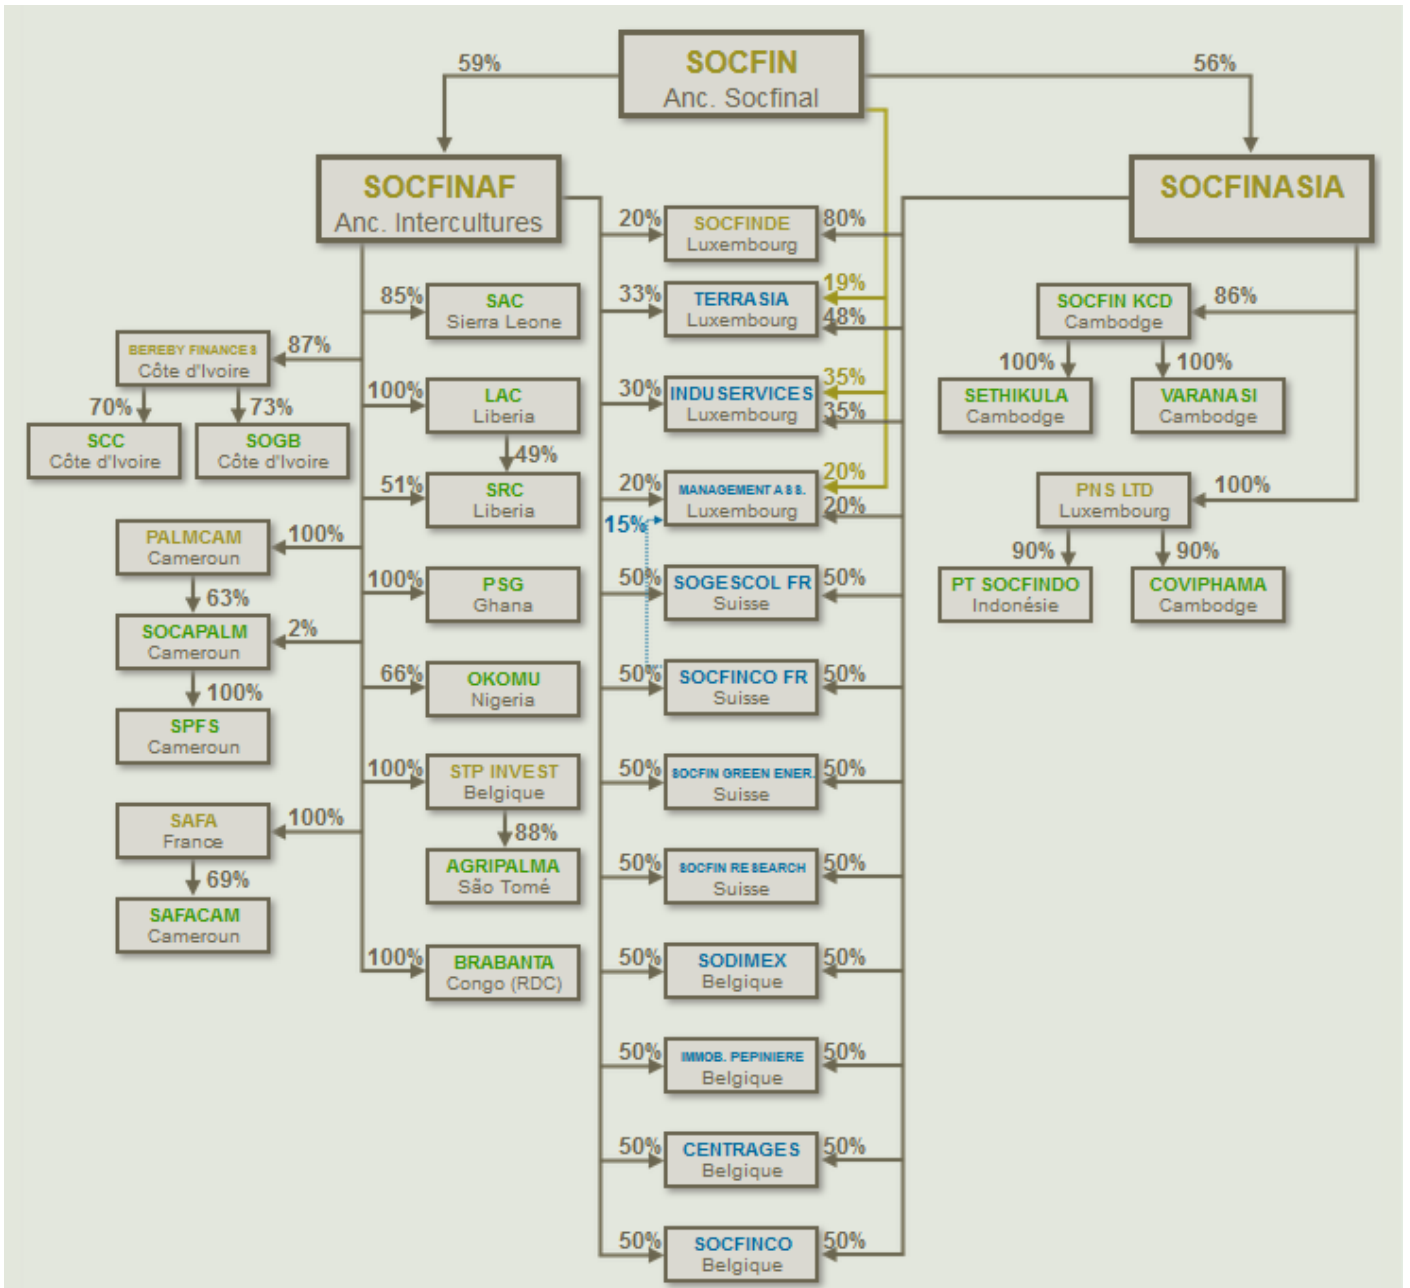 SOCFIN
Anc. Socfinal
59%
56%
SOCFINAF
Anc. Intercultures
SOCFINASIA
20%
SOCFINDE
Luxembourg
80%
85%
SAC
Sierra Leone
33%
TERRASIA
Luxembourg
19%
48%
SOCFIN KCD
Cambodge
86%
BEREBY FINANCES
Côte d'Ivoire
87%
100%
100%
70%
73%
100%
LAC
Liberia
30%
INDUSERVICES
Luxembourg
35%
35%
SETHIKULA
Cambodge
VARANASI
Cambodge
SCC
Côte d'Ivoire
SOGB
Côte d'Ivoire
49%
51%
SRC
Liberia
20%
MANAGEMENT ASS.
Luxembourg
20%
20%
15%
PNS LTD
Luxembourg
100%
PALMCAM
Cameroun
100%
90%
90%
63%
100%
PSG
Ghana
50%
SOGESCOL FR
Suisse
50%
PT SOCFINDO
Indonésie
COVIPHAMA
Cambodge
SOCAPALM
Cameroun
2%
66%
OKOMU
Nigeria
50%
SOCFINCO FR
Suisse
50%
100%
SPFS
Cameroun
100%
STP INVEST
Belgique
50%
SOCFIN GREEN ENER.
Suisse
50%
SAFA
France
100%
88%
69%
AGRIPALMA
São Tomé
50%
SOCFIN RESEARCH
Suisse
50%
SAFACAM
Cameroun
100%
BRABANTA
Congo (RDC)
50%
SODIMEX
Belgique
50%
50%
IMMOB. PEPINIERE
Belgique
50%
50%
CENTRAGES
Belgique
50%
50%
SOCFINCO
Belgique
50%